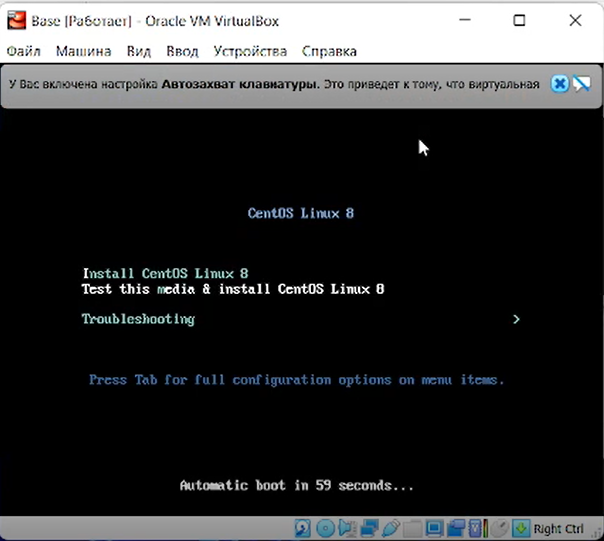 Base [Работает] - Oracle VM VirtualBox
Файл Машина Вид Ввод Устройства Справка
У Вас включена настройка Автозахват клавиатуры. Это приведет к тому, что виртуальная
CentOS Linux 8
Install CentOS Linux 8
Test this media & install CentOS Linux 8
Troubleshooting >
Press Tab for full configuration options on menu items.
Automatic boot in 59 seconds...
Right Ctrl